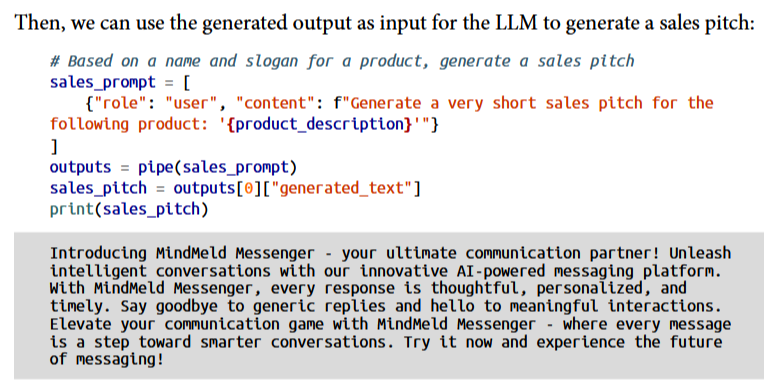 Then, we can use the generated output as input for the LLM to generate a sales pitch:
# Based on a name and slogan for a product, generate a sales pitch
sales_prompt = [
    {"role": "user", "content": f"Generate a very short sales pitch for the
following product: '{product_description}'"}
]
outputs = pipe(sales_prompt)
sales_pitch = outputs[0]["generated_text"]
print(sales_pitch)
Introducing MindMeld Messenger - your ultimate communication partner! Unleash
intelligent conversations with our innovative AI-powered messaging platform.
With MindMeld Messenger, every response is thoughtful, personalized, and
timely. Say goodbye to generic replies and hello to meaningful interactions.
Elevate your communication game with MindMeld Messenger - where every message
is a step toward smarter conversations. Try it now and experience the future
of messaging!